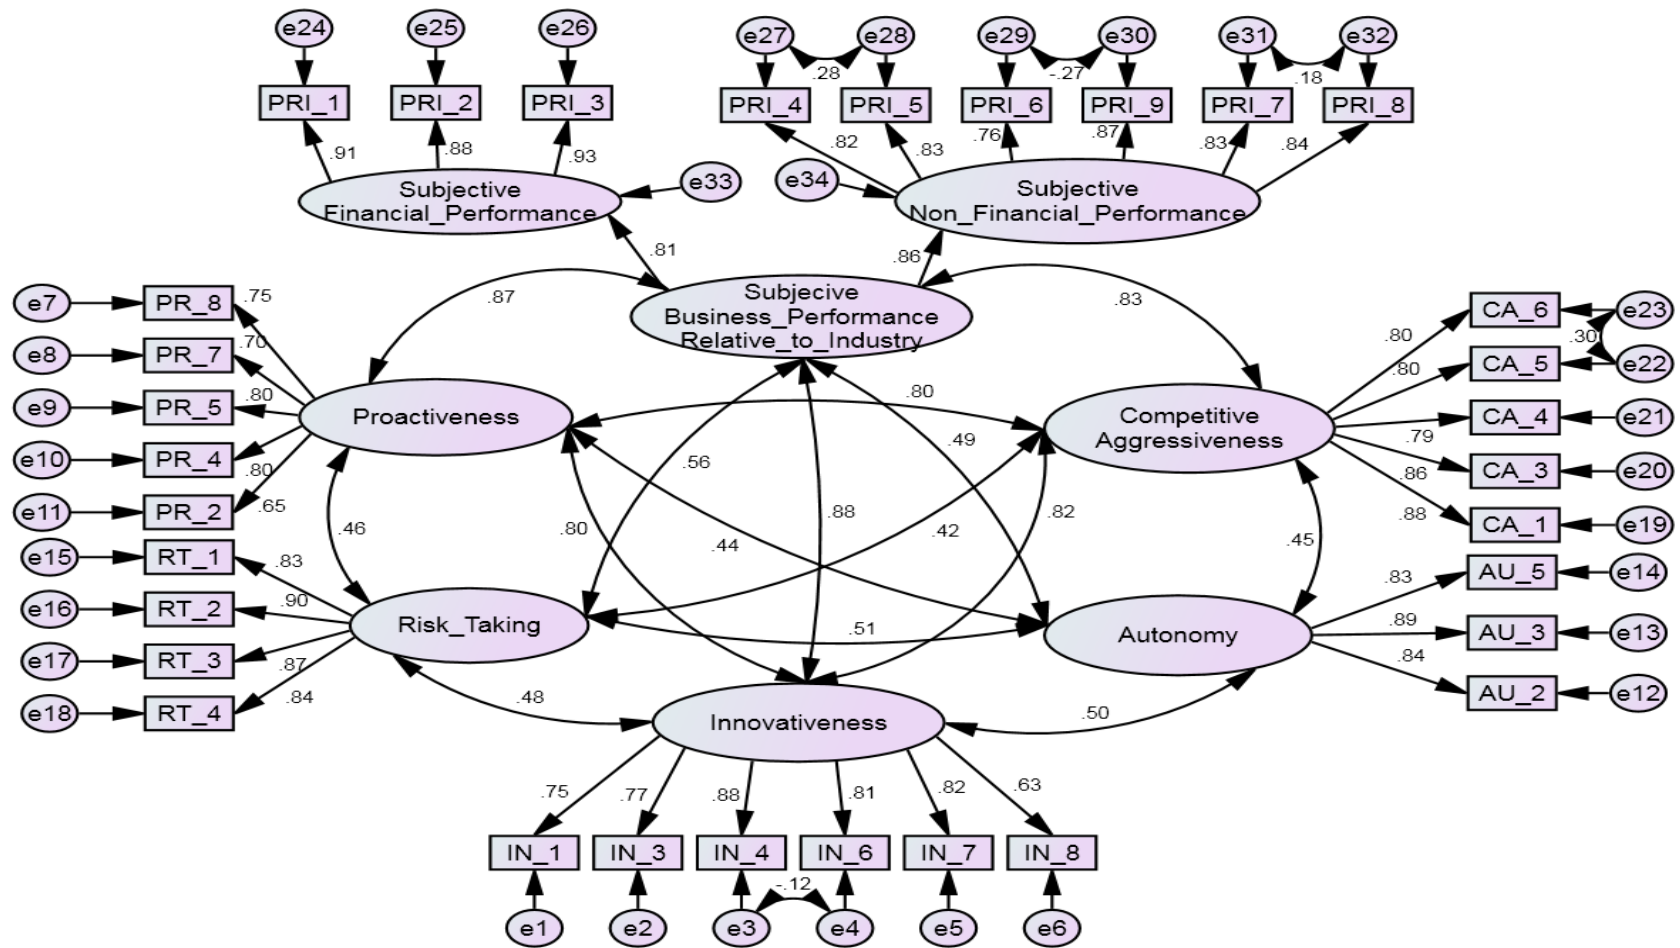 e24 e25 e26 e27 e28 e29 e30 e31 e32
.28 -.27 .18
PRI_1 PRI_2 PRI_3 PRI_4 PRI_5 PRI_6 PRI_9 PRI_7 PRI_8
.91 .88 .93 .82 .83 .76 .87 .83 .84
e33 e34
Subjective
Financial_Performance
Subjective
Non_Financial_Performance
.81 .86
.87 .83
Subjecive
Business_Performance
Relative_to_Industry
e7 PR_8 .75
e8 PR_7 .70
e9 PR_5 .80
e10 PR_4 .80
e11 PR_2 .65
Proactiveness
CA_6 e23
.80 .30
CA_5 e22
.80
CA_4 e21
.79
CA_3 e20
.86
CA_1 e19
.88
Competitive
Aggressiveness
.80
.49
.56
.46 .80 .44 .88 .42 .82 .45
e15 RT_1 .83
e16 RT_2 .90
e17 RT_3 .87
e18 RT_4 .84
Risk_Taking
.51
Autonomy
.83 AU_5 e14
.89 AU_3 e13
.84 AU_2 e12
.48 .50
Innovativeness
.75 .77 .88 .81 .82 .63
IN_1 IN_3 IN_4 IN_6 IN_7 IN_8
-.12
e1 e2 e3 e4 e5 e6